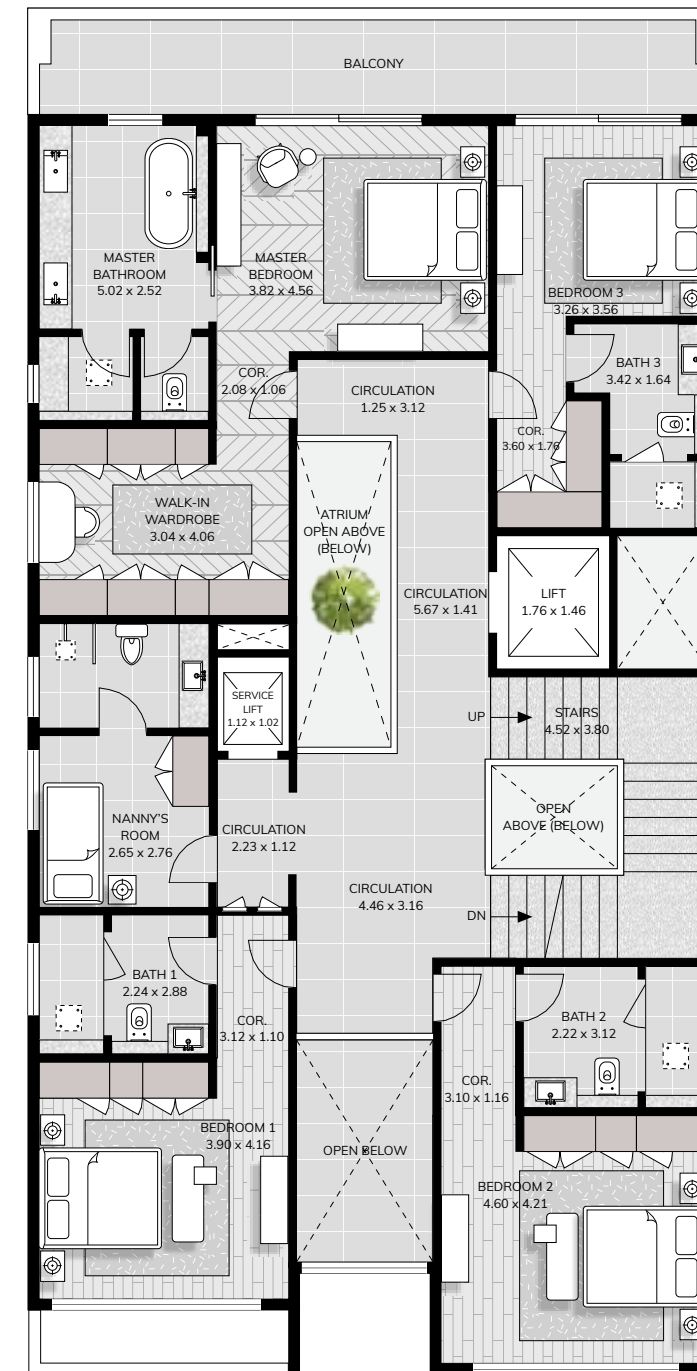 BALCONY
MASTER
BATHROOM
5.02 x 2.52
MASTER
BEDROOM
3.82 x 4.56
BEDROOM 3
3.26 x 3.56
BATH 3
3.42 x 1.64
COR.
2.08 x 1.06
CIRCULATION
1.25 x 3.12
COR.
3.60 x 1.76
WALK-IN
WARDROBE
3.04 x 4.06
ATRIUM
OPEN ABOVE
(BELOW)
CIRCULATION
5.67 x 1.41
LIFT
1.76 x 1.46
SERVICE
LIFT
1.12 x 1.02
UP
STAIRS
4.52 x 3.80
NANNY'S
ROOM
2.65 x 2.76
CIRCULATION
2.23 x 1.12
OPEN
ABOVE (BELOW)
CIRCULATION
4.46 x 3.16
DN
BATH 1
2.24 x 2.88
COR.
3.12 x 1.10
BATH 2
2.22 x 3.12
COR.
3.10 x 1.16
BEDROOM 1
3.90 x 4.16
OPEN BELOW
BEDROOM 2
4.60 x 4.21